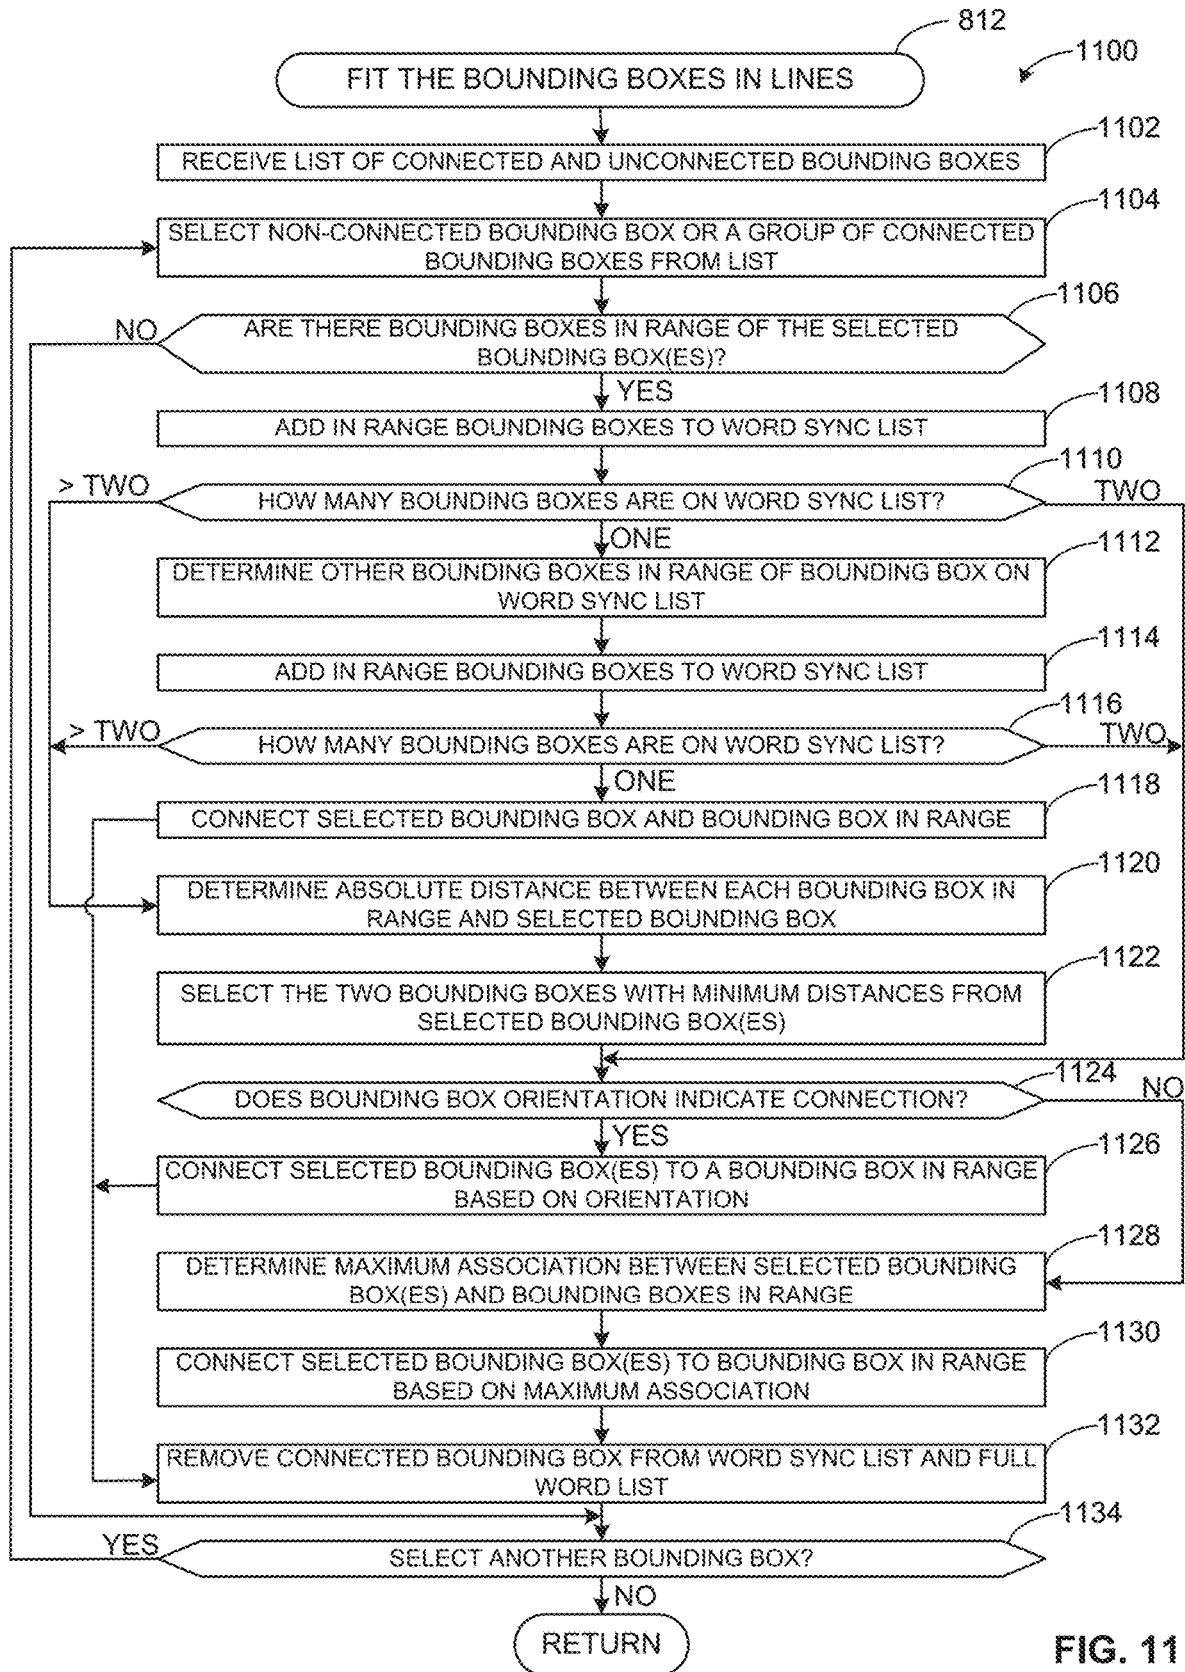 812
FIT THE BOUNDING BOXES IN LINES
1100
1102
RECEIVE LIST OF CONNECTED AND UNCONNECTED BOUNDING BOXES
1104
SELECT NON-CONNECTED BOUNDING BOX OR A GROUP OF CONNECTED
BOUNDING BOXES FROM LIST
1106
NO
ARE THERE BOUNDING BOXES IN RANGE OF THE SELECTED
BOUNDING BOX(ES)?
YES
1108
ADD IN RANGE BOUNDING BOXES TO WORD SYNC LIST
1110
> TWO
HOW MANY BOUNDING BOXES ARE ON WORD SYNC LIST?
TWO
ONE
1112
DETERMINE OTHER BOUNDING BOXES IN RANGE OF BOUNDING BOX ON
WORD SYNC LIST
1114
ADD IN RANGE BOUNDING BOXES TO WORD SYNC LIST
1116
> TWO
HOW MANY BOUNDING BOXES ARE ON WORD SYNC LIST?
TWO
ONE
1118
CONNECT SELECTED BOUNDING BOX AND BOUNDING BOX IN RANGE
1120
DETERMINE ABSOLUTE DISTANCE BETWEEN EACH BOUNDING BOX IN
RANGE AND SELECTED BOUNDING BOX
1122
SELECT THE TWO BOUNDING BOXES WITH MINIMUM DISTANCES FROM
SELECTED BOUNDING BOX(ES)
1124
DOES BOUNDING BOX ORIENTATION INDICATE CONNECTION?
NO
YES
1126
CONNECT SELECTED BOUNDING BOX(ES) TO A BOUNDING BOX IN RANGE
BASED ON ORIENTATION
1128
DETERMINE MAXIMUM ASSOCIATION BETWEEN SELECTED BOUNDING
BOX(ES) AND BOUNDING BOXES IN RANGE
1130
CONNECT SELECTED BOUNDING BOX(ES) TO BOUNDING BOX IN RANGE
BASED ON MAXIMUM ASSOCIATION
1132
REMOVE CONNECTED BOUNDING BOX FROM WORD SYNC LIST AND FULL
WORD LIST
1134
YES
SELECT ANOTHER BOUNDING BOX?
NO
RETURN
FIG. 11